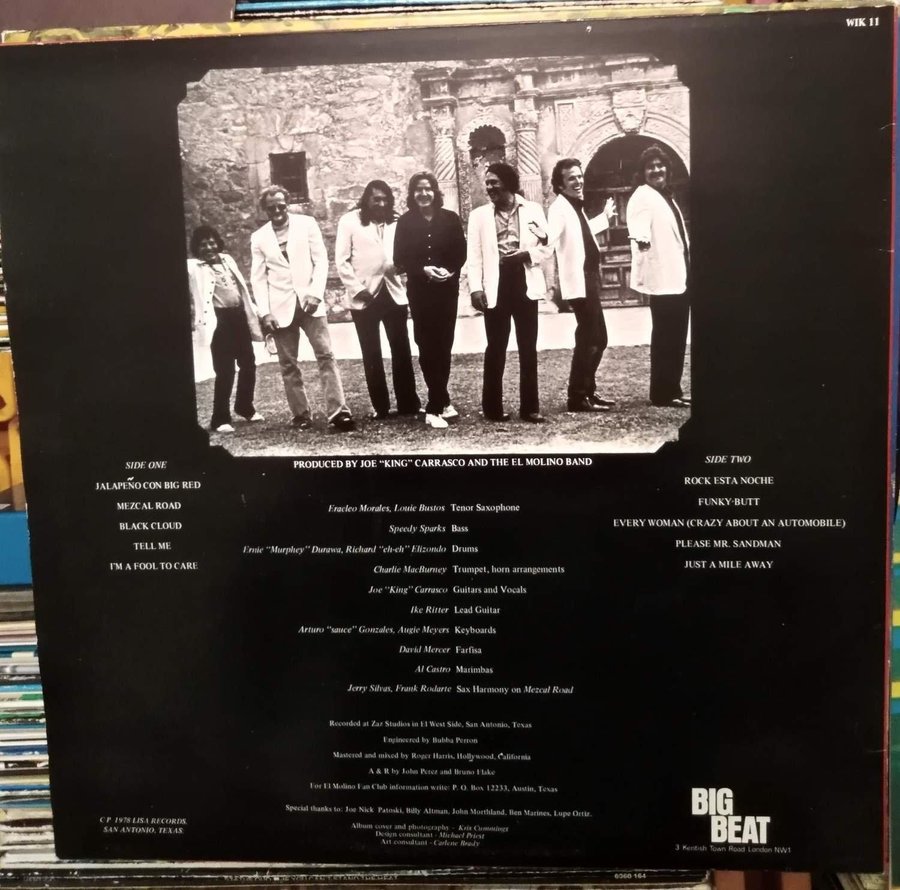 WIK 11
PRODUCED BY JOE "KING" CARRASCO AND THE EL MOLINO BAND
SIDE ONE
JALAPEÑO CON BIG RED
MEZCAL ROAD
BLACK CLOUD
TELL ME
I'M A FOOL TO CARE
SIDE TWO
ROCK ESTA NOCHE
FUNKY-BUTT
EVERY WOMAN (CRAZY ABOUT AN AUTOMOBILE)
PLEASE MR. SANDMAN
JUST A MILE AWAY
Eracleo Morales, Louie Bustos Tenor Saxophone
Speedy Sparks Bass
Ernie "Murphey" Durawa, Richard "eh-eh" Elizondo Drums
Charlie MacBurney Trumpet, horn arrangements
Joe "King" Carrasco Guitars and Vocals
Ike Ritter Lead Guitar
Arturo "sauce" Gonzales, Augie Meyers Keyboards
David Mercer Farfisa
Al Castro Marimbas
Jerry Silvas, Frank Rodarte Sax Harmony on Mezcal Road
Recorded at Zaz Studios in El West Side, San Antonio, Texas
Engineered by Bubba Perron
Mastered and mixed by Roger Harris, Hollywood, California
A & R by John Perez and Bruno Flake
For El Molino Fan Club information write: P. O. Box 12233, Austin, Texas
Special thanks to: Joe Nick Patoski, Billy Altman, John Morthland, Ben Marines, Lupe Ortiz.
Album cover and photography - Krix Cummings
Design consultant - Michael Priest
Art consultant - Carlene Brady
C P 1978 LISA RECORDS,
SAN ANTONIO, TEXAS.
BIG
BEAT
3 Kentish Town Road London NW1
6360 164